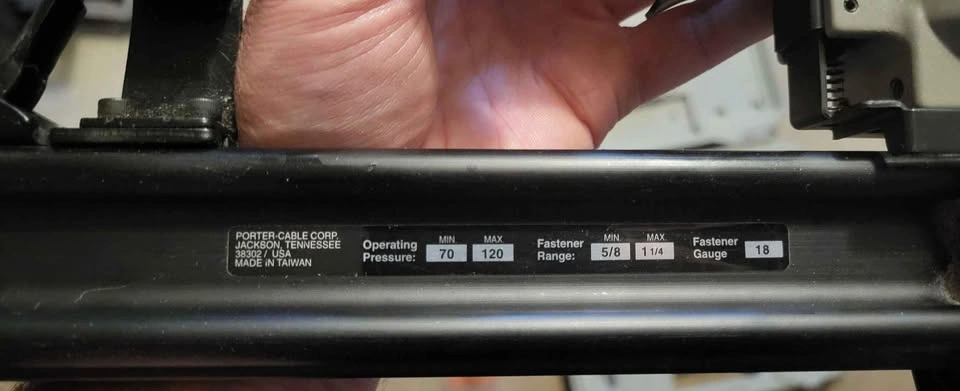 PORTER-CABLE CORP.
JACKSON, TENNESSEE
38302 / USA
MADE IN TAIWAN
Operating
Pressure:
MIN. MAX
70 120
Fastener
Range:
MIN. MAX.
5/8 1 1/4
Fastener
Gauge
18